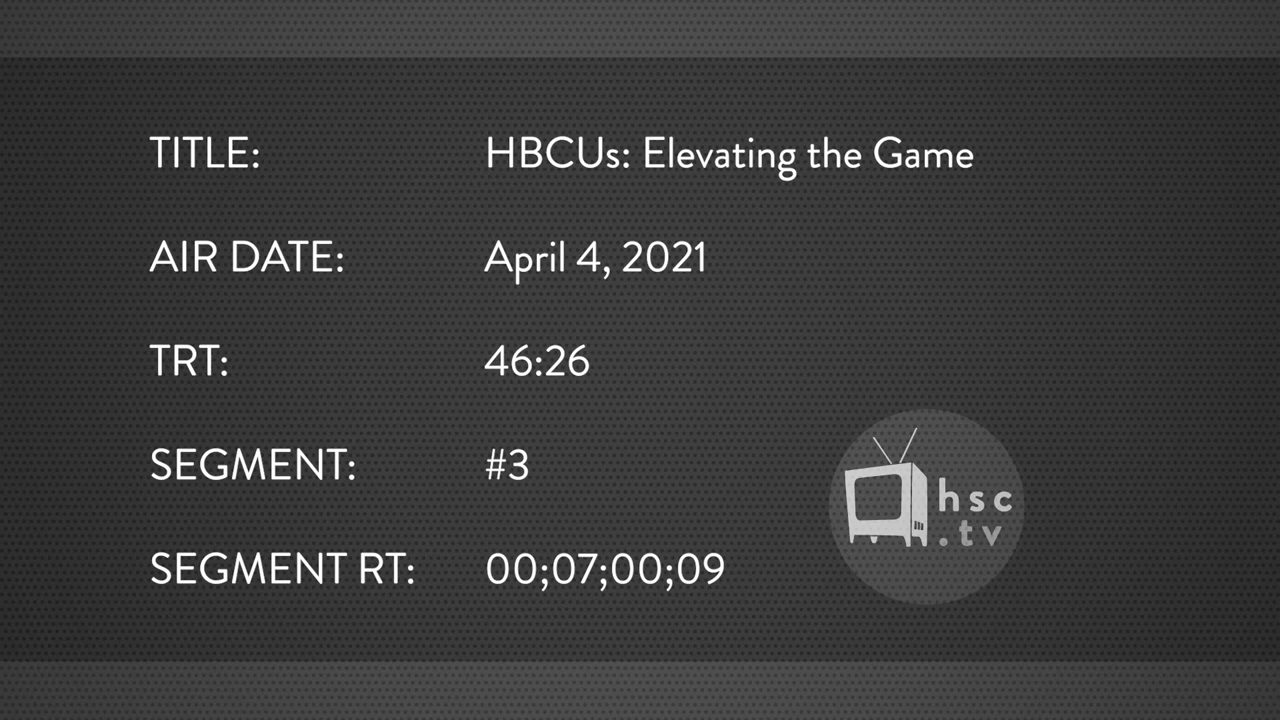 TITLE: HBCUs: Elevating the Game
AIR DATE: April 4, 2021
TRT: 46:26
SEGMENT: #3
SEGMENT RT: 00;07;00;09
hsc
.tv